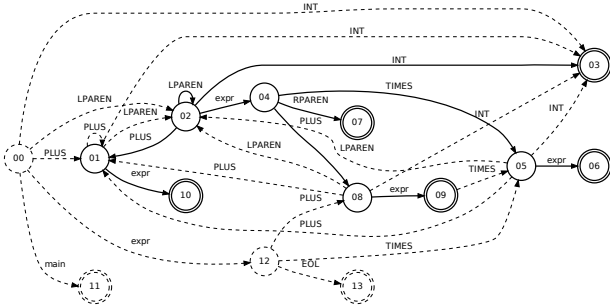 INT
INT
03
LPAREN
INT
TIMES
expr
04
RPAREN
LPAREN
LPAREN
02
PLUS
07
INT
INT
PLUS
PLUS
LPAREN
LPAREN
00
PLUS
01
PLUS
TIMES
05
expr
06
expr
10
PLUS
08
expr
09
PLUS
expr
12
TIMES
main
EOL
11
13